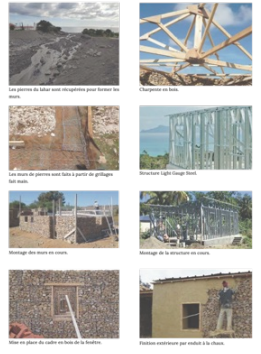 Les pierres du lahar sont récupérées pour former les
murs.
Charpente en bois.
Les murs de pierres sont faits à partir de grillages
fait main.
Structure Light Gauge Steel.
Montage des murs en cours.
Montage de la structure en cours.
Mise en place du cadre en bois de la fenêtre.
Finition extérieure par enduit à la chaux.